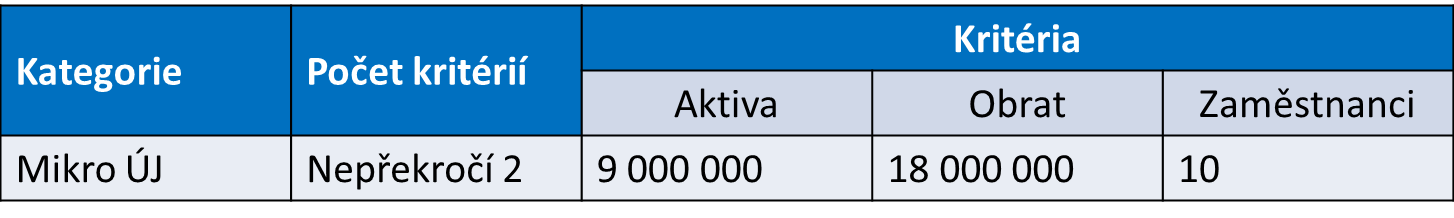 Kategorie Počet kritérií Kritéria
Aktiva Obrat Zaměstnanci
Mikro ÚJ Nepřekročí 2 9 000 000 18 000 000 10